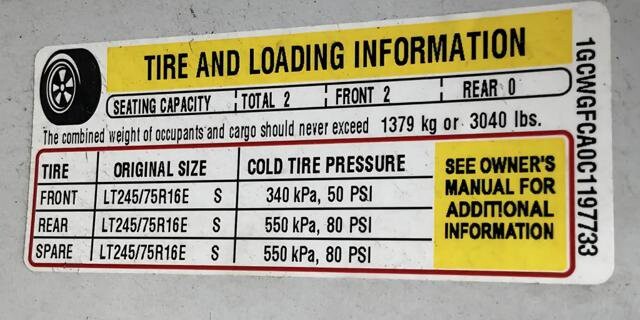 TIRE AND LOADING INFORMATION
SEATING CAPACITY TOTAL 2 FRONT 2 REAR 0
The combined weight of occupants and cargo should never exceed 1379 kg or 3040 lbs.
TIRE ORIGINAL SIZE COLD TIRE PRESSURE
FRONT LT245/75R16E S 340 kPa, 50 PSI
REAR LT245/75R16E S 550 kPa, 80 PSI
SPARE LT245/75R16E S 550 kPa, 80 PSI
SEE OWNER'S
MANUAL FOR
ADDITIONAL
INFORMATION
1GCWGFCA0C1197733